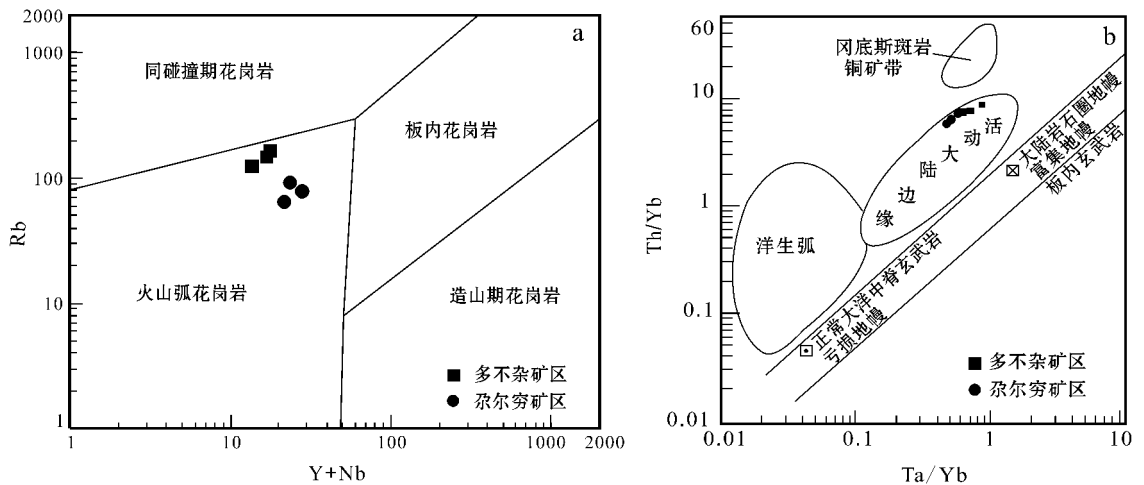 2000
1000
100
10
1
Rb
a
同碰撞期花岗岩
板内花岗岩
火山弧花岗岩
造山期花岗岩
多不杂矿区
尕尔穷矿区
1
10
100
1000
2000
Y+Nb
60
10
1
0.1
0.01
Th/Yb
b
冈底斯斑岩
铜矿带
活动大陆边缘
洋生弧
大陆岩石圈地幔
富集地幔
板内玄武岩
正常大洋中脊玄武岩
亏损地幔
多不杂矿区
尕尔穷矿区
0.01
0.1
1
10
Ta/Yb